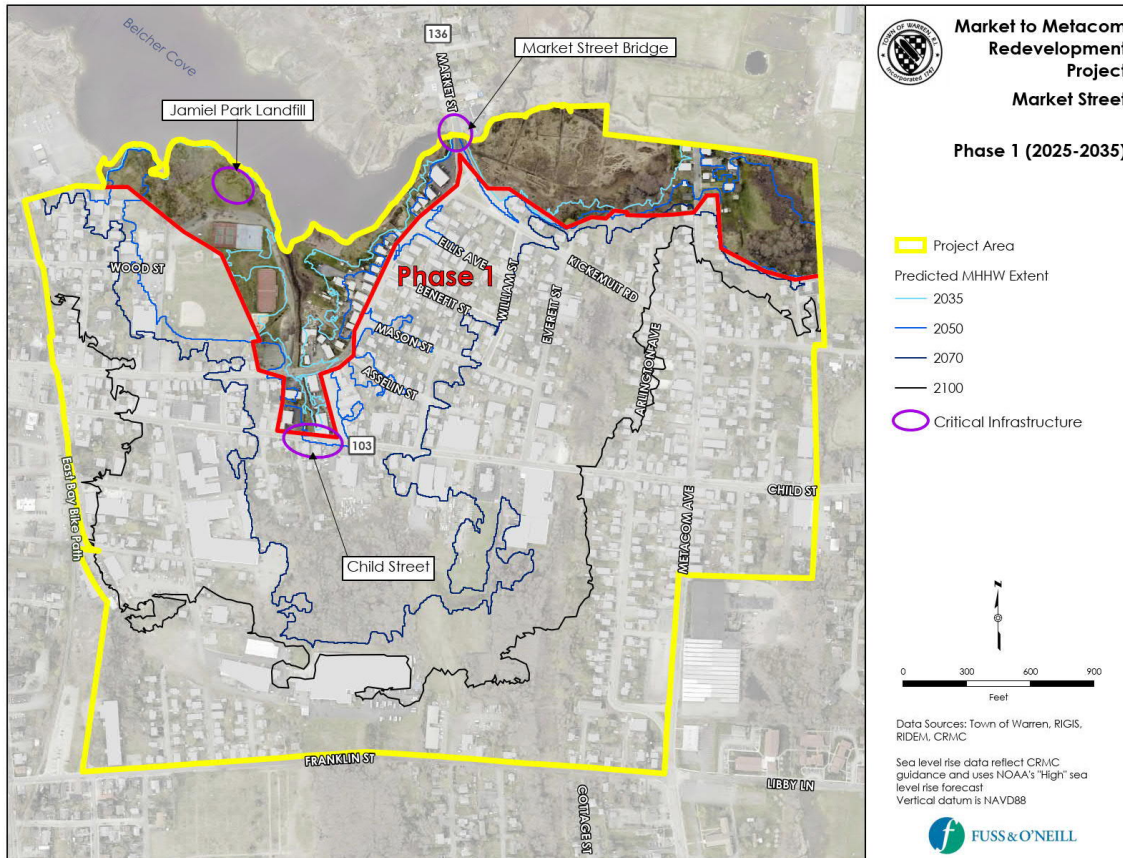 Belcher Cove
136
MARKET ST
Market Street Bridge
Jamiel Park Landfill
WOOD ST
Phase 1
ELLIS AVE
BENEFIT ST
WILLIAM ST
KICKEMUIT RD
EVERETT ST
MASON ST
ASSELIN ST
ARLINGTON AVE
103
CHILD ST
METACOM AVE
East Bay Bike Path
Child Street
FRANKLIN ST
LIBBY LN
COTTAGE ST
TOWN OF WARREN, R.I.
Incorporated 1747
Market to Metacom
Redevelopment
Project
Market Street
Phase 1 (2025-2035)
Project Area
Predicted MHHW Extent
2035
2050
2070
2100
Critical Infrastructure
N
0 300 600 900
Feet
Data Sources: Town of Warren, RIGIS,
RIDEM, CRMC
Sea level rise data reflect CRMC
guidance and uses NOAA's "High" sea
level rise forecast
Vertical datum is NAVD88
f FUSS & O'NEILL